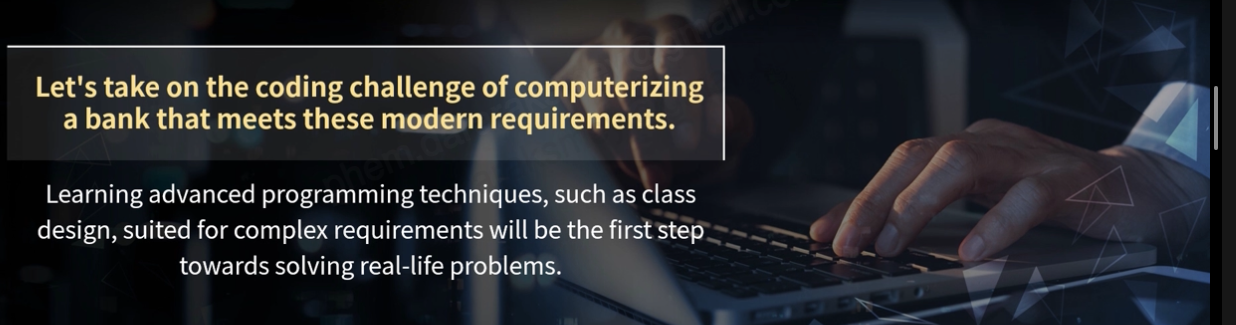 Let's take on the coding challenge of computerizing
a bank that meets these modern requirements.
Learning advanced programming techniques, such as class
design, suited for complex requirements will be the first step
towards solving real-life problems.